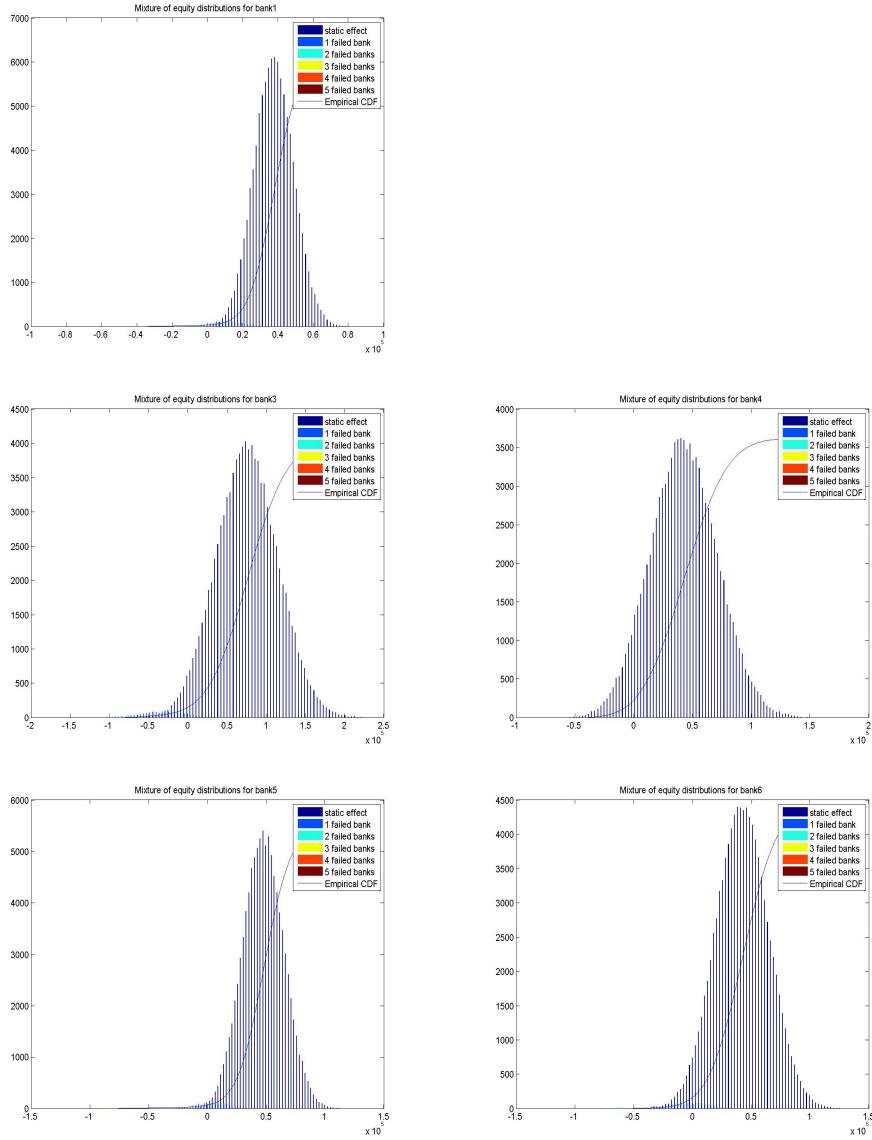 Mixture of equity distributions for bank1
7000
6000
5000
4000
3000
2000
1000
0
static effect
1 failed bank
2 failed banks
3 failed banks
4 failed banks
5 failed banks
Empirical CDF
-1 -0.8 -0.6 -0.4 -0.2 0 0.2 0.4 0.6 0.8 1
x 10^5
Mixture of equity distributions for bank3
4500
4000
3500
3000
2500
2000
1500
1000
500
0
static effect
1 failed bank
2 failed banks
3 failed banks
4 failed banks
5 failed banks
Empirical CDF
-1 -0.5 0 0.5 1 1.5 2 2.5
x 10^5
Mixture of equity distributions for bank4
4000
3500
3000
2500
2000
1500
1000
500
0
static effect
1 failed bank
2 failed banks
3 failed banks
4 failed banks
5 failed banks
Empirical CDF
-1 -0.5 0 0.5 1 1.5 2
x 10^5
Mixture of equity distributions for bank5
6000
5000
4000
3000
2000
1000
0
static effect
1 failed bank
2 failed banks
3 failed banks
4 failed banks
5 failed banks
Empirical CDF
-1.5 -1 -0.5 0 0.5 1 1.5
x 10^5
Mixture of equity distributions for bank6
4500
4000
3500
3000
2500
2000
1500
1000
500
0
static effect
1 failed bank
2 failed banks
3 failed banks
4 failed banks
5 failed banks
Empirical CDF
-1.5 -1 -0.5 0 0.5 1 1.5
x 10^5